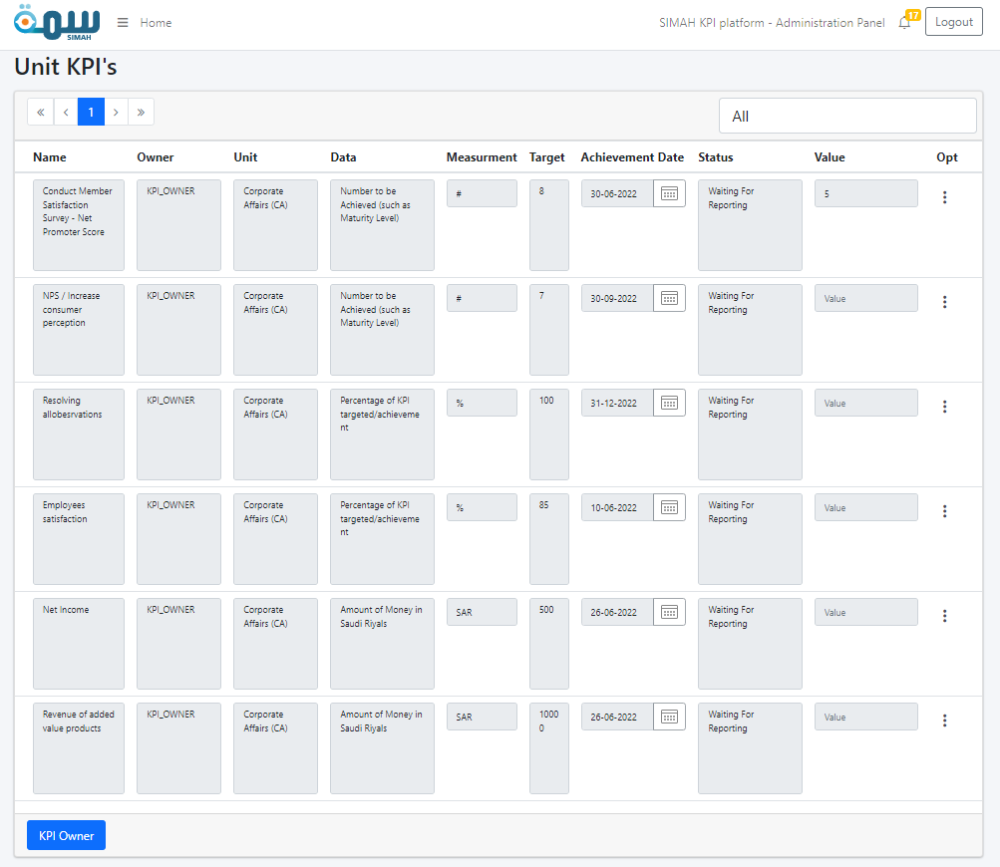 سمة
SIMAH
Home
SIMAH KPI platform - Administration Panel
17
Logout
Unit KPI's
«
‹
1
›
»
All
Name Owner Unit Data Measurment Target Achievement Date Status Value Opt
Conduct Member
Satisfaction
Survey - Net
Promoter Score
KPI_OWNER
Corporate
Affairs (CA)
Number to be
Achieved (such as
Maturity Level)
#
8
30-06-2022
Waiting For
Reporting
5
NPS / Increase
consumer
perception
KPI_OWNER
Corporate
Affairs (CA)
Number to be
Achieved (such as
Maturity Level)
#
7
30-09-2022
Waiting For
Reporting
Value
Resolving
allobesrvations
KPI_OWNER
Corporate
Affairs (CA)
Percentage of KPI
targeted/achieveme
nt
%
100
31-12-2022
Waiting For
Reporting
Value
Employees
satisfaction
KPI_OWNER
Corporate
Affairs (CA)
Percentage of KPI
targeted/achieveme
nt
%
85
10-06-2022
Waiting For
Reporting
Value
Net Income
KPI_OWNER
Corporate
Affairs (CA)
Amount of Money in
Saudi Riyals
SAR
500
26-06-2022
Waiting For
Reporting
Value
Revenue of added
value products
KPI_OWNER
Corporate
Affairs (CA)
Amount of Money in
Saudi Riyals
SAR
1000
0
26-06-2022
Waiting For
Reporting
Value
KPI Owner